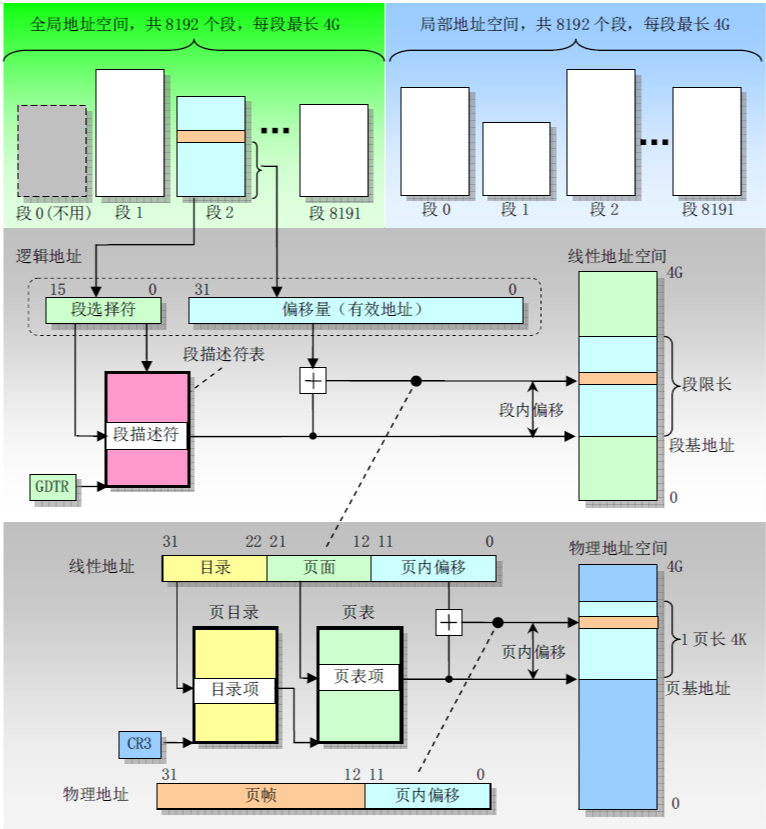 全局地址空间，共 8192 个段，每段最长 4G
局部地址空间，共 8192 个段，每段最长 4G
段 0(不用)
段 1
段 2
段 8191
段 0
段 1
段 2
段 8191
逻辑地址
线性地址空间
15 0
31 0
4G
段选择符
偏移量（有效地址）
段描述符表
段限长
段内偏移
段描述符
段基地址
GDTR
0
31 22 21 12 11 0
物理地址空间
线性地址
目录
页面
页内偏移
4G
页目录
页表
1 页长 4K
页内偏移
页表项
目录项
页基地址
CR3
31 12 11 0
物理地址
页帧
页内偏移
0